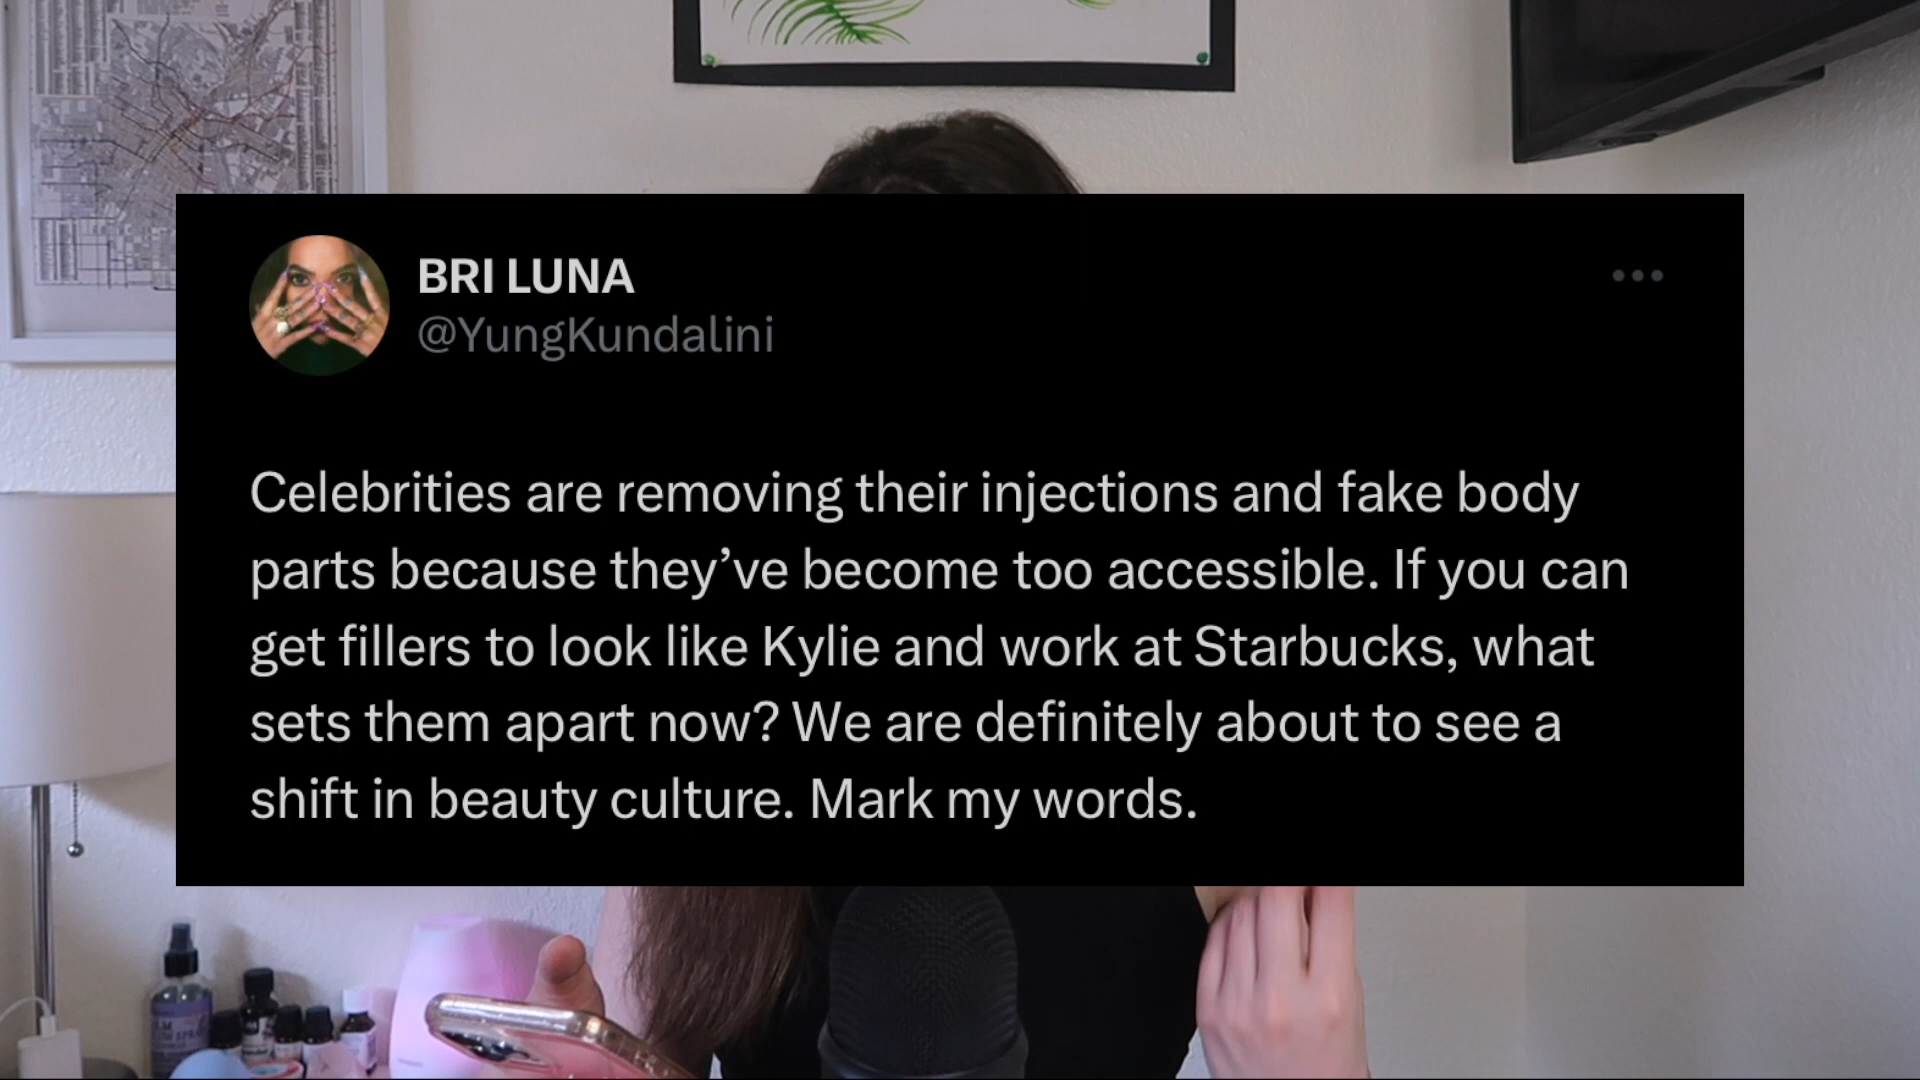 BRI LUNA
@YungKundalini
Celebrities are removing their injections and fake body
parts because they’ve become too accessible. If you can
get fillers to look like Kylie and work at Starbucks, what
sets them apart now? We are definitely about to see a
shift in beauty culture. Mark my words.